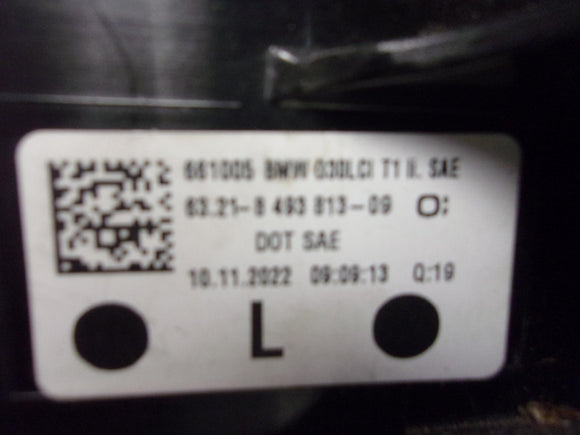 661005 BMW G30LCI T1 li. SAE
63.21-8 493 813-09 O:
DOT SAE
10.11.2022 09:09:13 Q:19
L